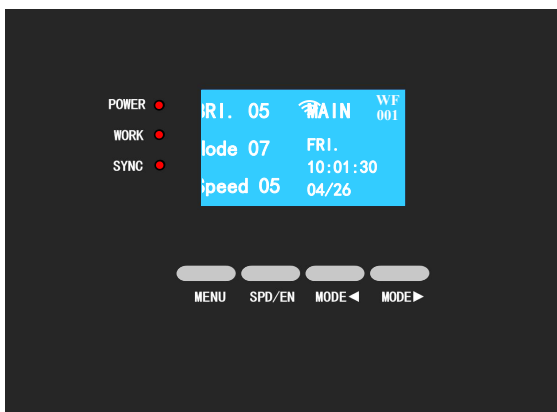 POWER
WORK
SYNC
BRI. 05
Mode 07
Speed 05
MAIN
WF
001
FRI.
10:01:30
04/26
MENU
SPD/EN
MODE◀
MODE▶